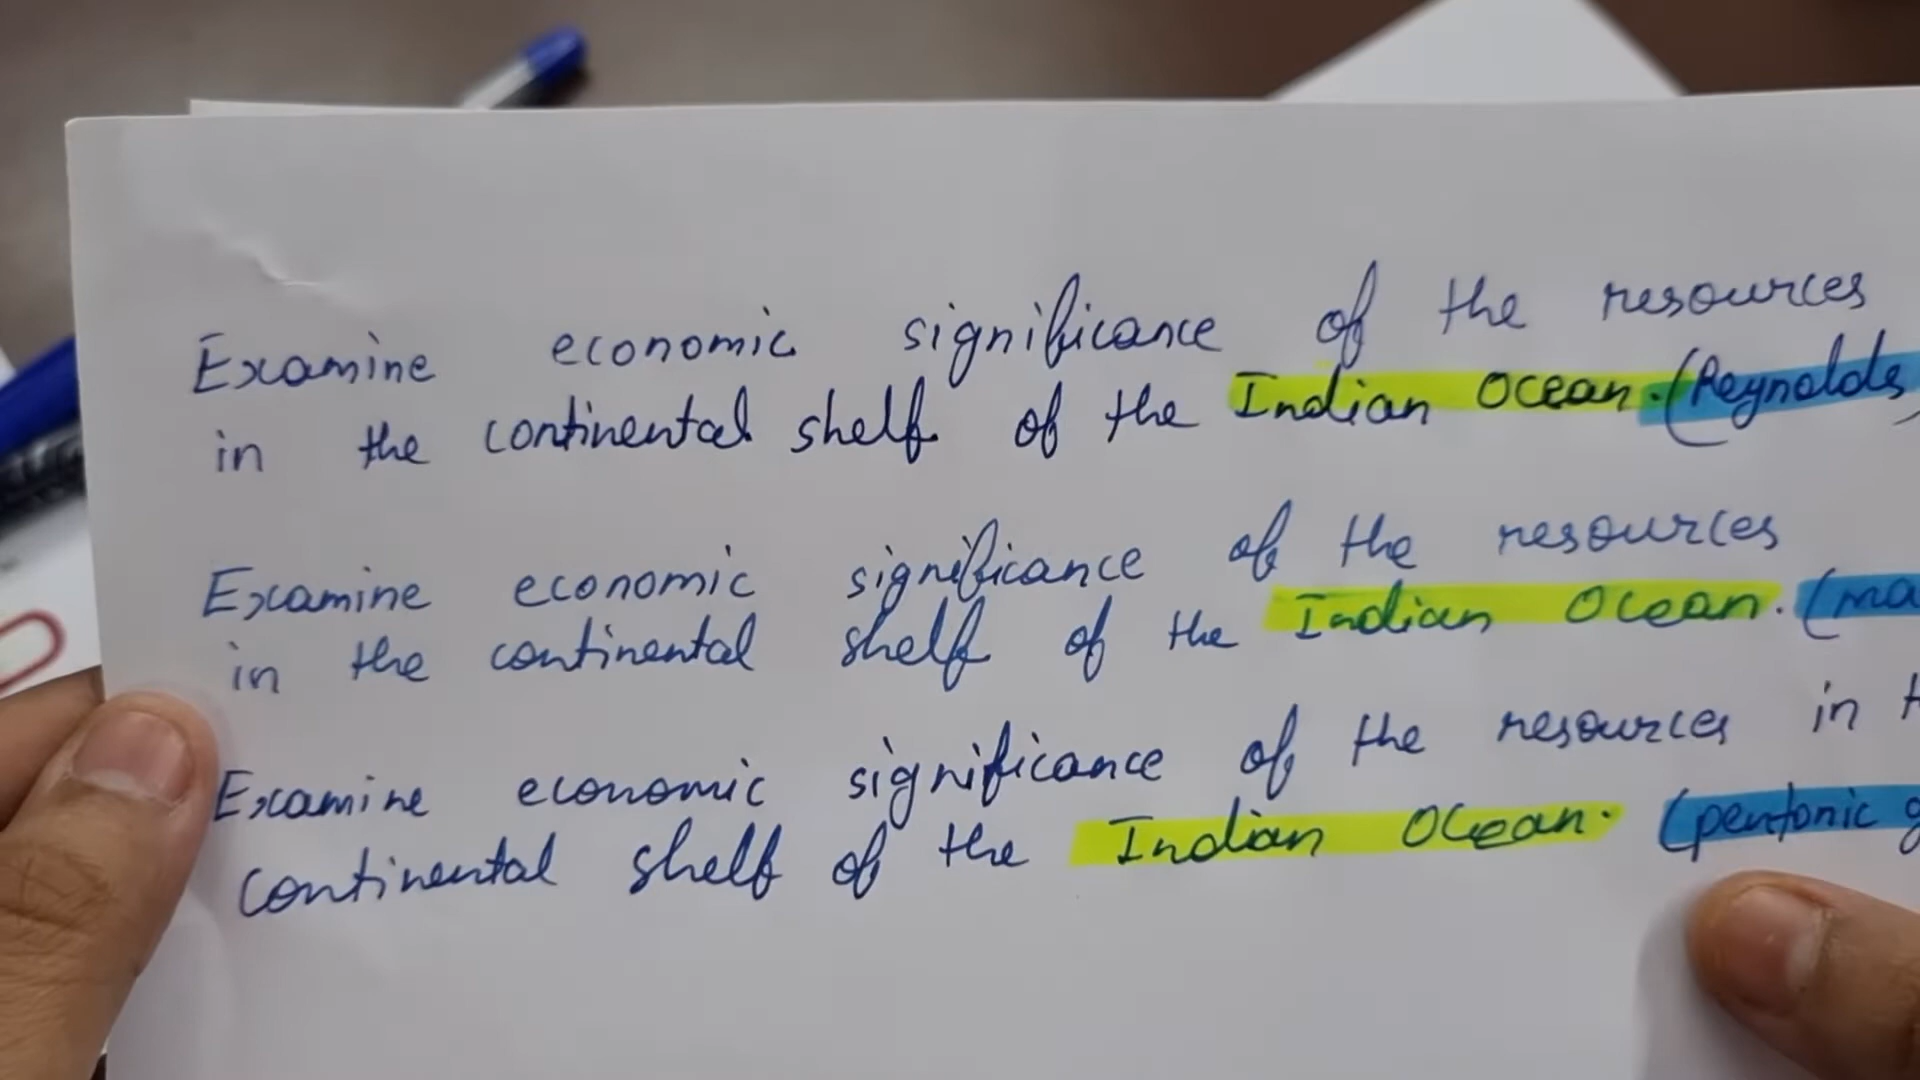 Examine economic significance of the resources
in the continental shelf of the Indian Ocean. (Reynolds
Examine economic significance of the resources
in the continental shelf of the Indian Ocean. (
Examine economic significance of the resources in
continental shelf of the Indian Ocean. (pentonic